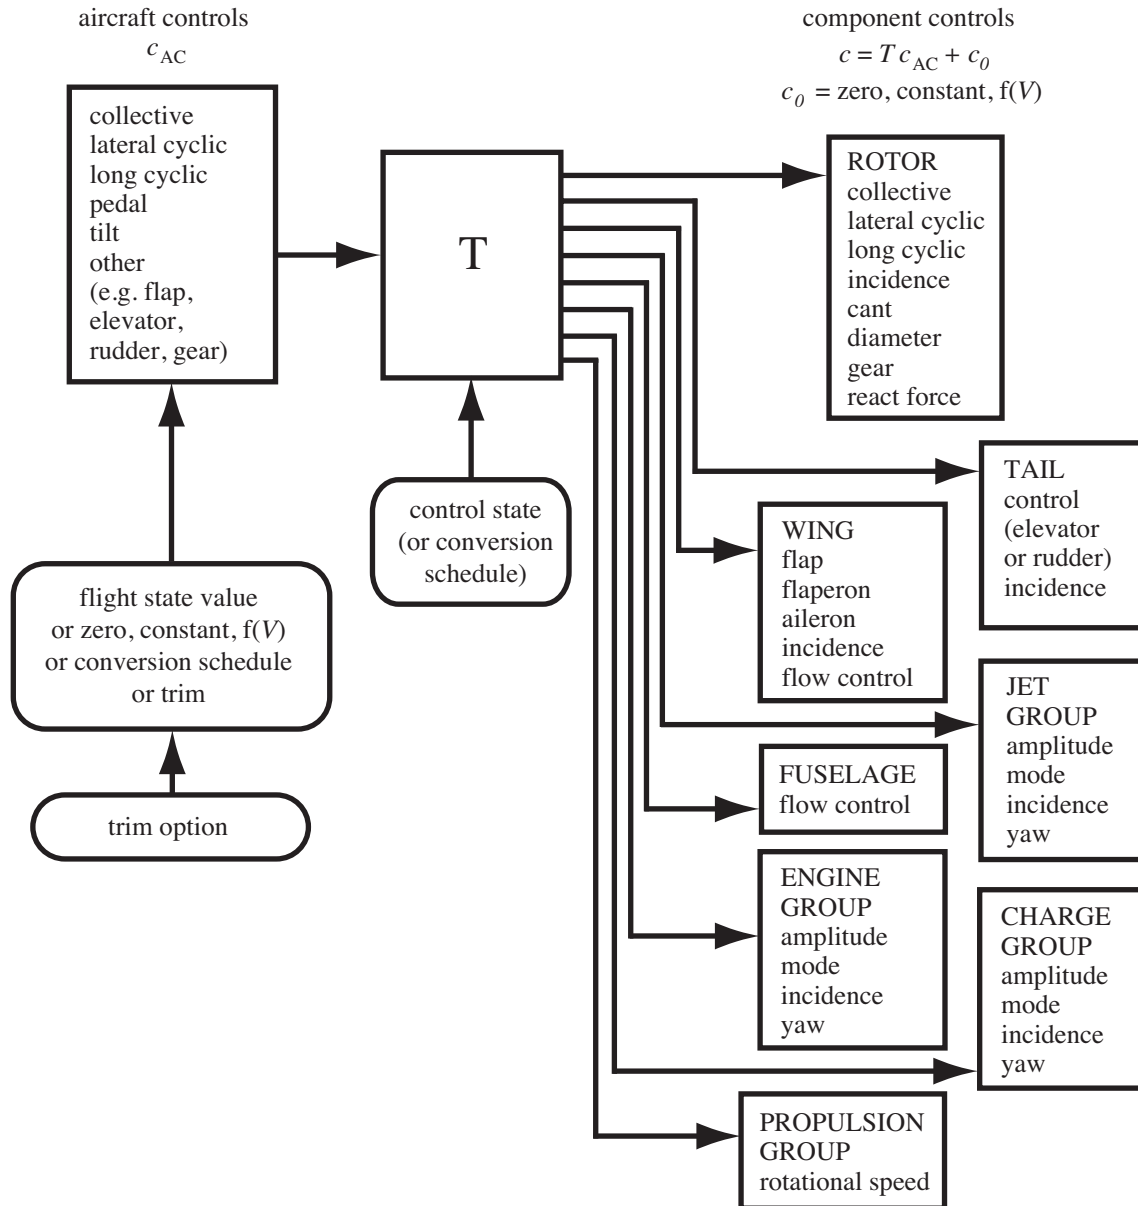 aircraft controls
c_AC
collective
lateral cyclic
long cyclic
pedal
tilt
other
(e.g. flap,
elevator,
rudder, gear)
flight state value
or zero, constant, f(V)
or conversion schedule
or trim
trim option
T
control state
(or conversion
schedule)
component controls
c = T c_AC + c_0
c_0 = zero, constant, f(V)
ROTOR
collective
lateral cyclic
long cyclic
incidence
cant
diameter
gear
react force
TAIL
control
(elevator
or rudder)
incidence
WING
flap
flaperon
aileron
incidence
flow control
JET
GROUP
amplitude
mode
incidence
yaw
FUSELAGE
flow control
ENGINE
GROUP
amplitude
mode
incidence
yaw
CHARGE
GROUP
amplitude
mode
incidence
yaw
PROPULSION
GROUP
rotational speed